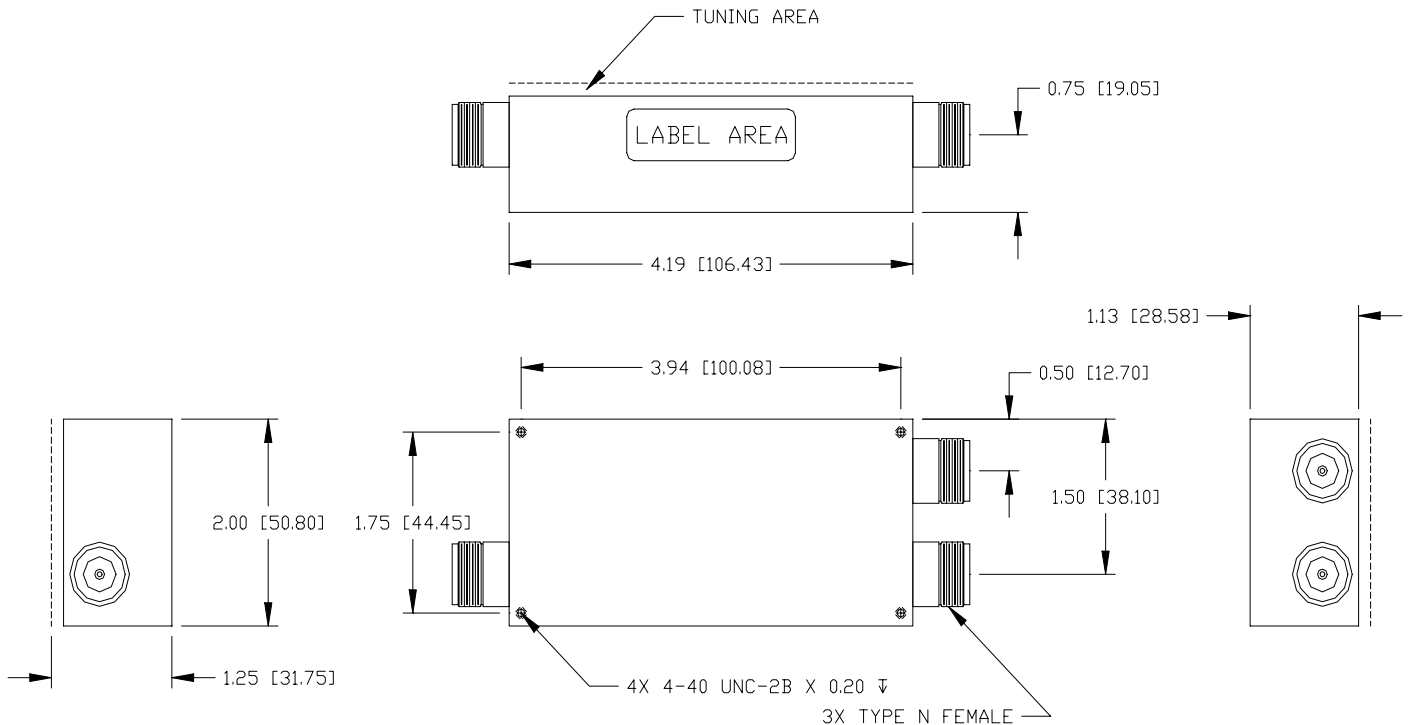 TUNING AREA
0.75 [19.05]
LABEL AREA
4.19 [106.43]
1.13 [28.58]
3.94 [100.08]
0.50 [12.70]
2.00 [50.80]
1.75 [44.45]
1.50 [38.10]
1.25 [31.75]
4X 4-40 UNC-2B X 0.20 ↧
3X TYPE N FEMALE